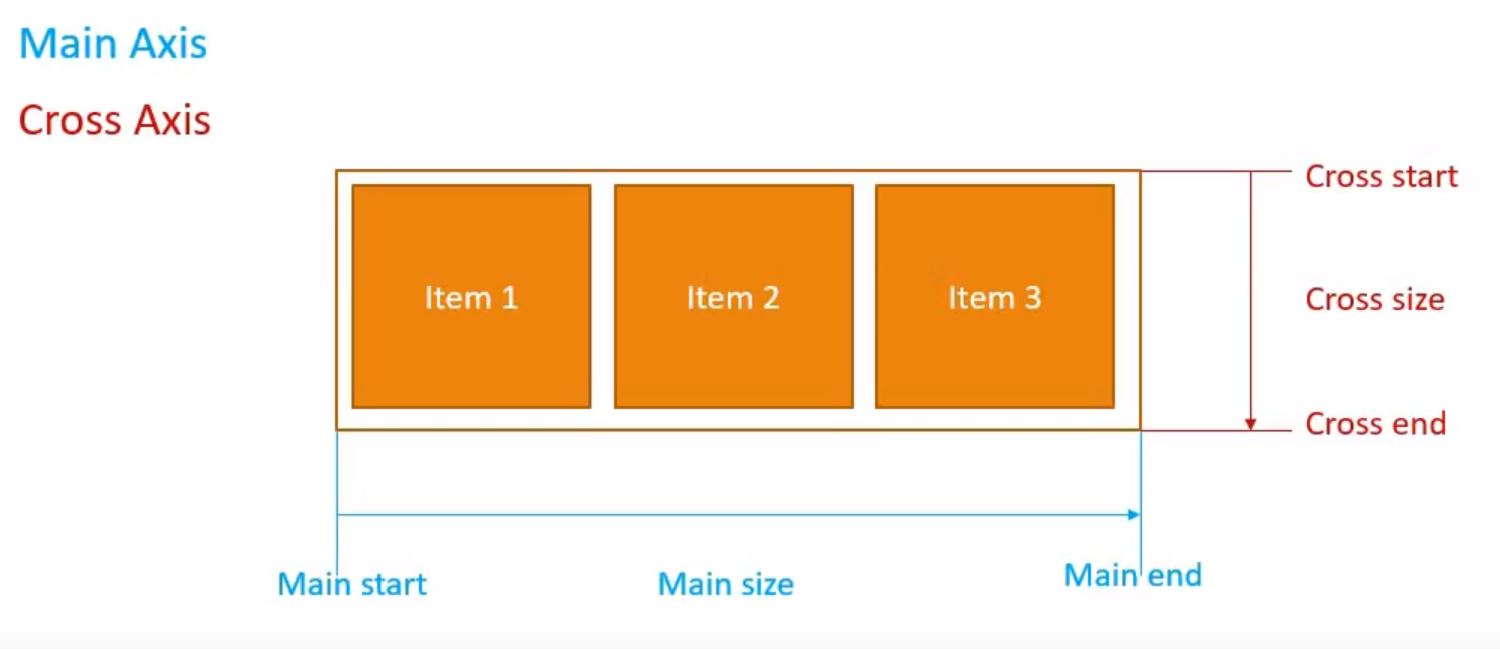 Main Axis
Cross Axis
Cross start
Item 1
Item 2
Item 3
Cross size
Cross end
Main start
Main size
Main end